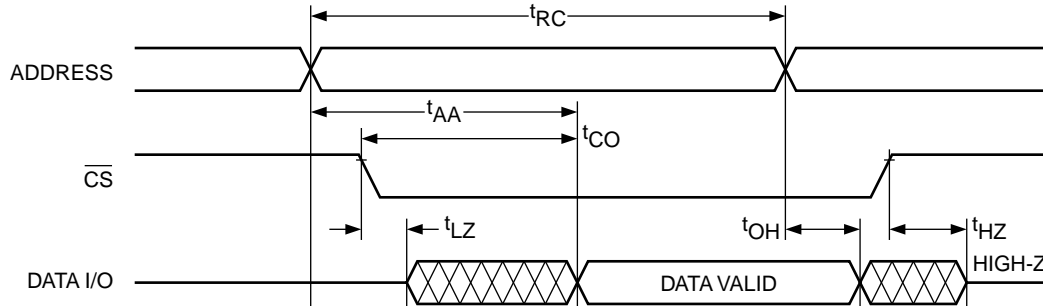 tRC
ADDRESS
tAA
tCO
CS
tLZ
tOH
tHZ
DATA I/O
DATA VALID
HIGH-Z